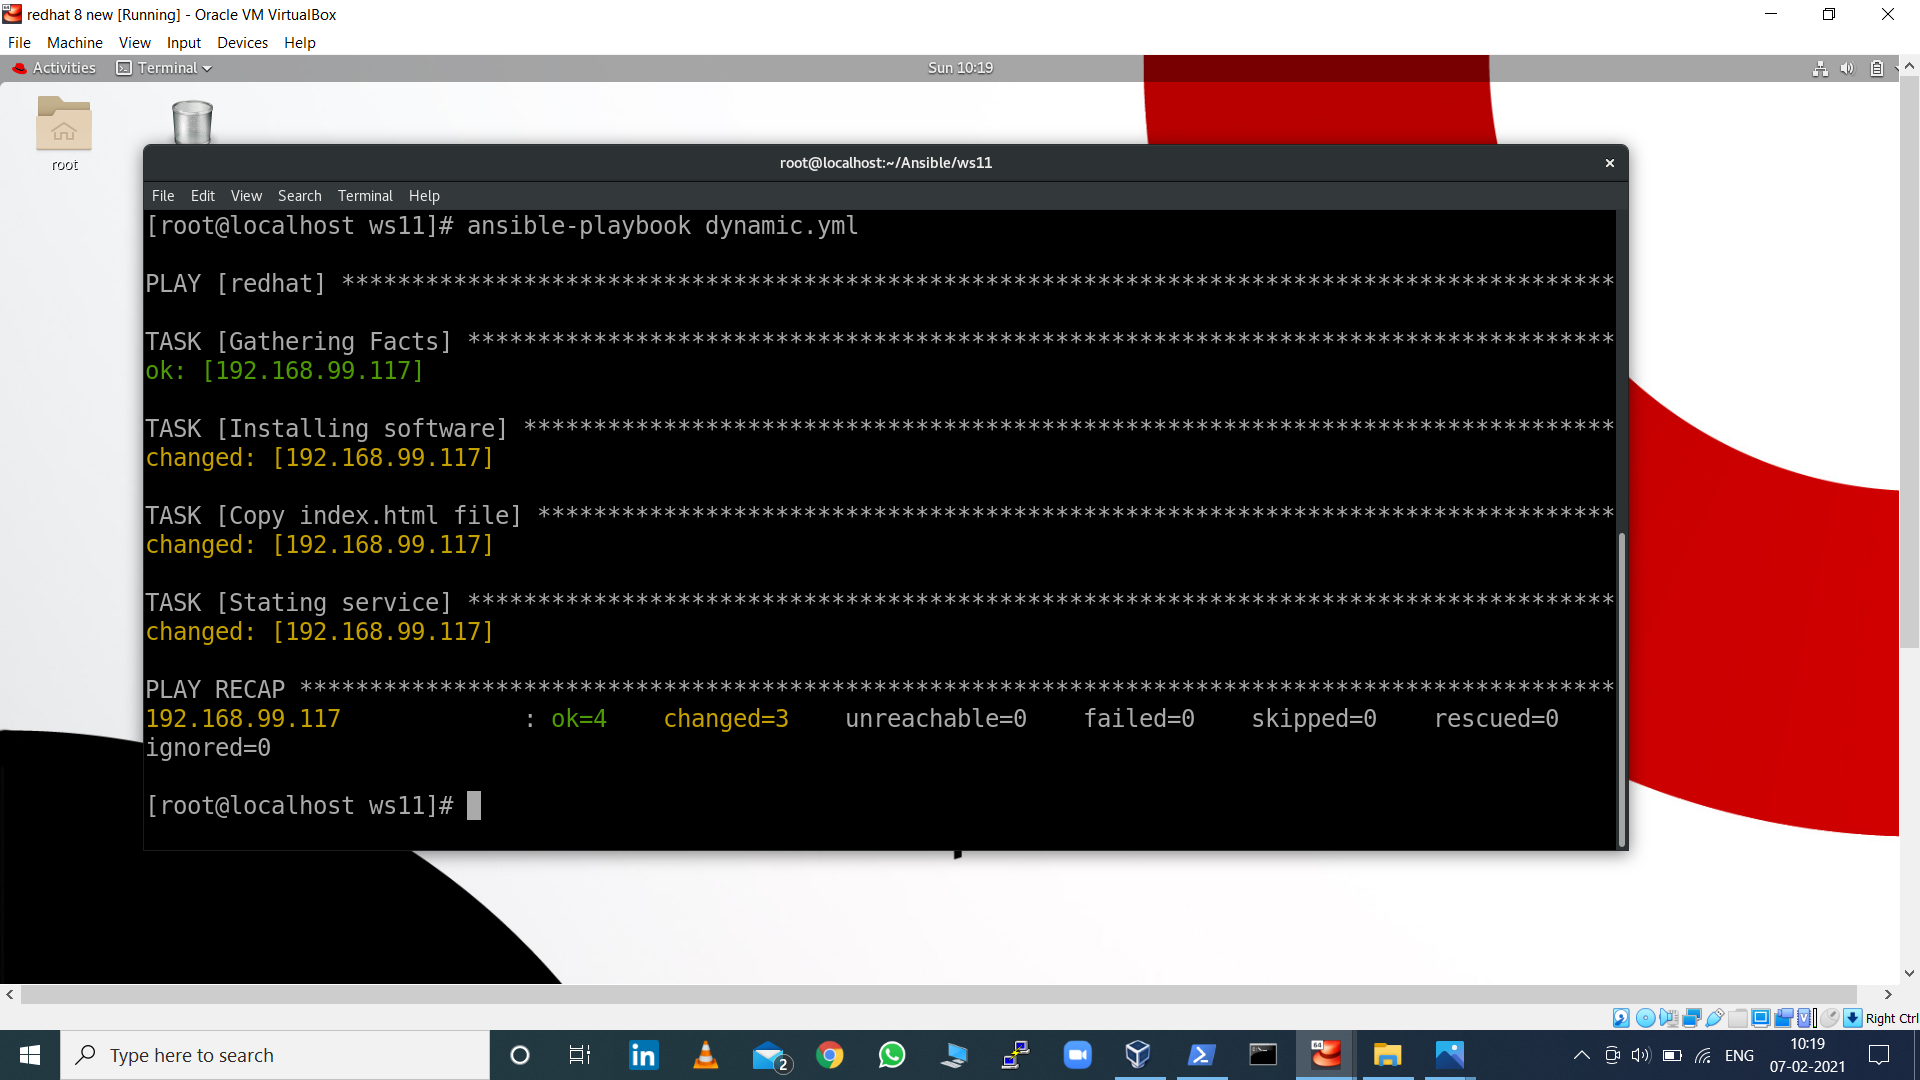 redhat 8 new [Running] - Oracle VM VirtualBox
File Machine View Input Devices Help
Activities Terminal Sun 10:19
root
root@localhost:~/Ansible/ws11
File Edit View Search Terminal Help
[root@localhost ws11]# ansible-playbook dynamic.yml
PLAY [redhat] *******************************************************************************************
TASK [Gathering Facts] **********************************************************************************
ok: [192.168.99.117]
TASK [Installing software] ******************************************************************************
changed: [192.168.99.117]
TASK [Copy index.html file] *****************************************************************************
changed: [192.168.99.117]
TASK [Stating service] **********************************************************************************
changed: [192.168.99.117]
PLAY RECAP **********************************************************************************************
192.168.99.117 : ok=4 changed=3 unreachable=0 failed=0 skipped=0 rescued=0
ignored=0
[root@localhost ws11]#
Right Ctrl
Type here to search
2
64
ENG
10:19
07-02-2021